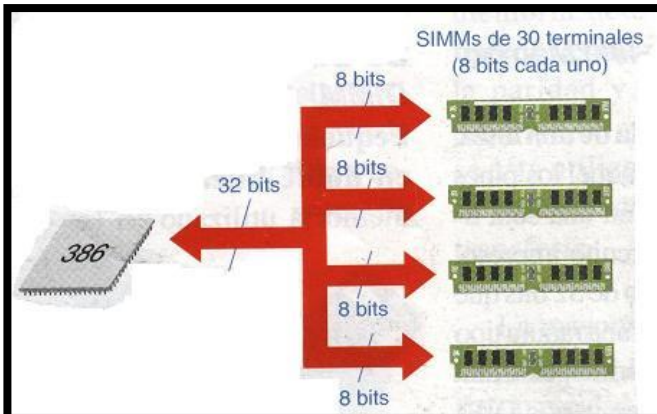 SIMMs de 30 terminales
(8 bits cada uno)
8 bits
8 bits
32 bits
386
8 bits
8 bits